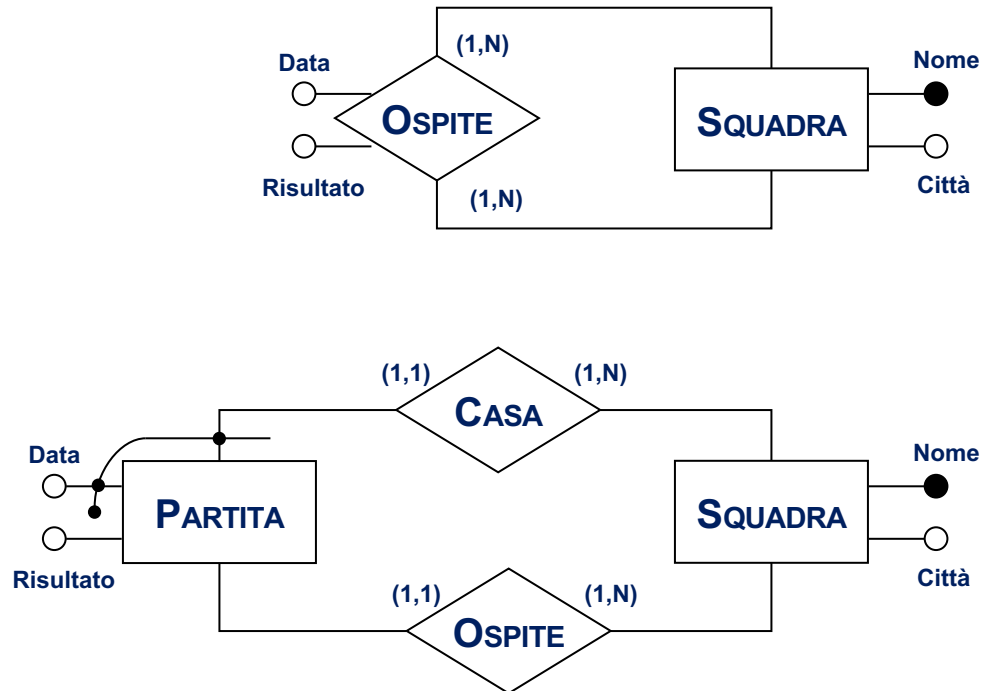 (1,N)
Data
Nome
OSPITE
SQUADRA
Risultato
(1,N)
Città
(1,1)
(1,N)
CASA
Data
Nome
PARTITA
SQUADRA
Risultato
Città
(1,1)
(1,N)
OSPITE